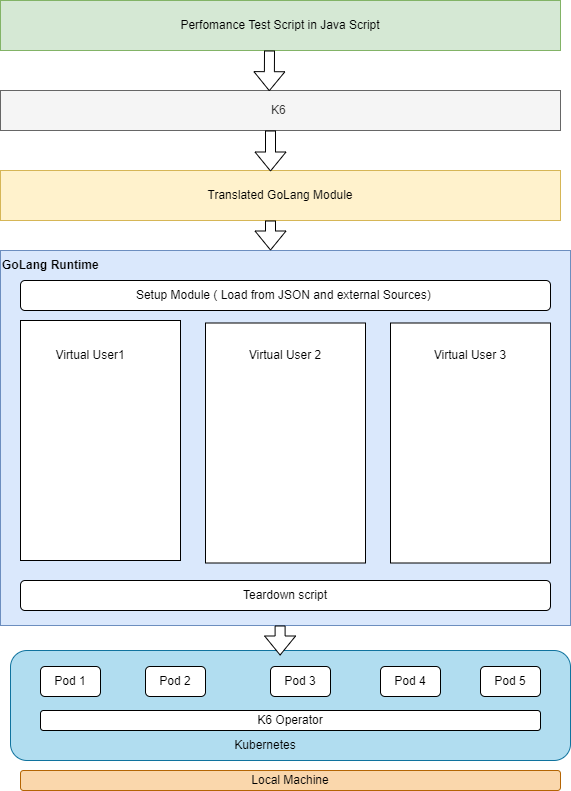 Perfomance Test Script in Java Script
K6
Translated GoLang Module
GoLang Runtime
Setup Module ( Load from JSON and external Sources)
Virtual User1
Virtual User 2
Virtual User 3
Teardown script
Pod 1
Pod 2
Pod 3
Pod 4
Pod 5
K6 Operator
Kubernetes
Local Machine